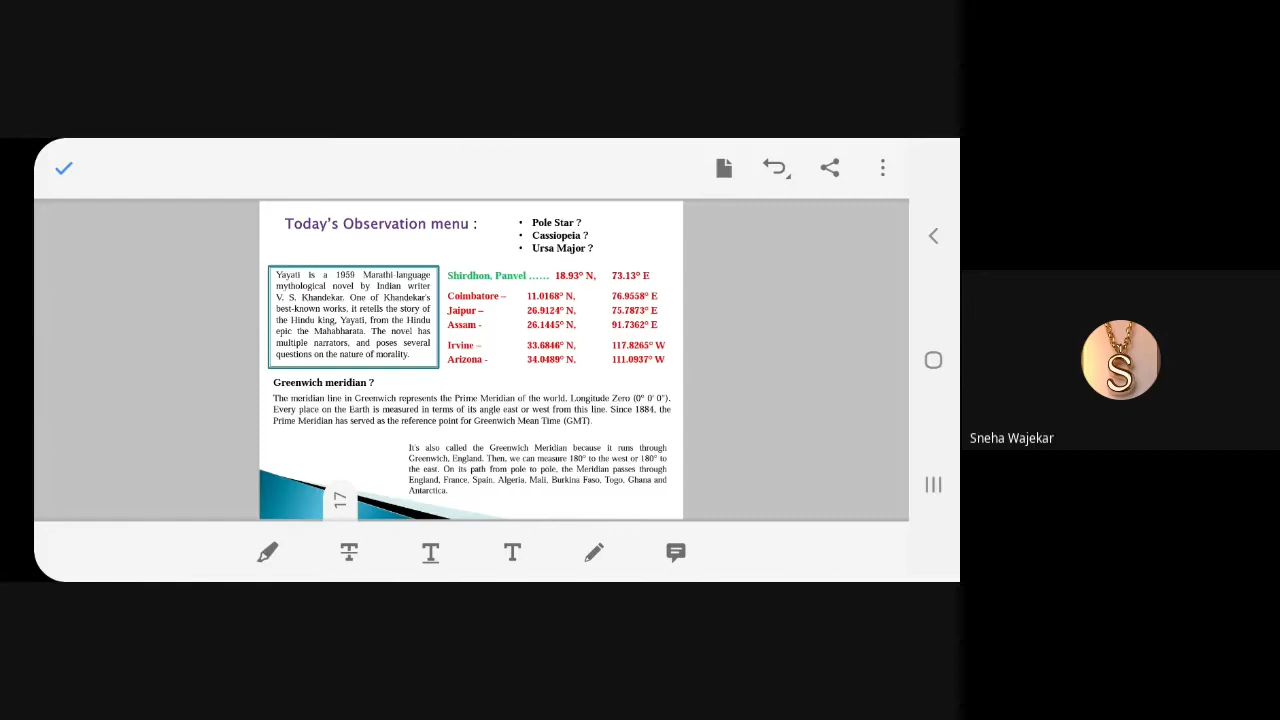 Today's Observation menu :
• Pole Star ?
• Cassiopeia ?
• Ursa Major ?
Yayati is a 1959 Marathi-language
mythological novel by Indian writer
V. S. Khandekar. One of Khandekar's
best-known works, it retells the story of
the Hindu king, Yayati, from the Hindu
epic the Mahabharata. The novel has
multiple narrators, and poses several
questions on the nature of morality.
Shirdhon, Panvel ...... 18.93° N, 73.13° E
Coimbatore – 11.0168° N, 76.9558° E
Jaipur – 26.9124° N, 75.7873° E
Assam - 26.1445° N, 91.7362° E
Irvine – 33.6846° N, 117.8265° W
Arizona - 34.0489° N, 111.0937° W
Greenwich meridian ?
The meridian line in Greenwich represents the Prime Meridian of the world, Longitude Zero (0° 0' 0").
Every place on the Earth is measured in terms of its angle east or west from this line. Since 1884, the
Prime Meridian has served as the reference point for Greenwich Mean Time (GMT).
It's also called the Greenwich Meridian because it runs through
Greenwich, England. Then, we can measure 180° to the west or 180° to
the east. On its path from pole to pole, the Meridian passes through
England, France, Spain, Algeria, Mali, Burkina Faso, Togo, Ghana and
Antarctica.
17
Sneha Wajekar